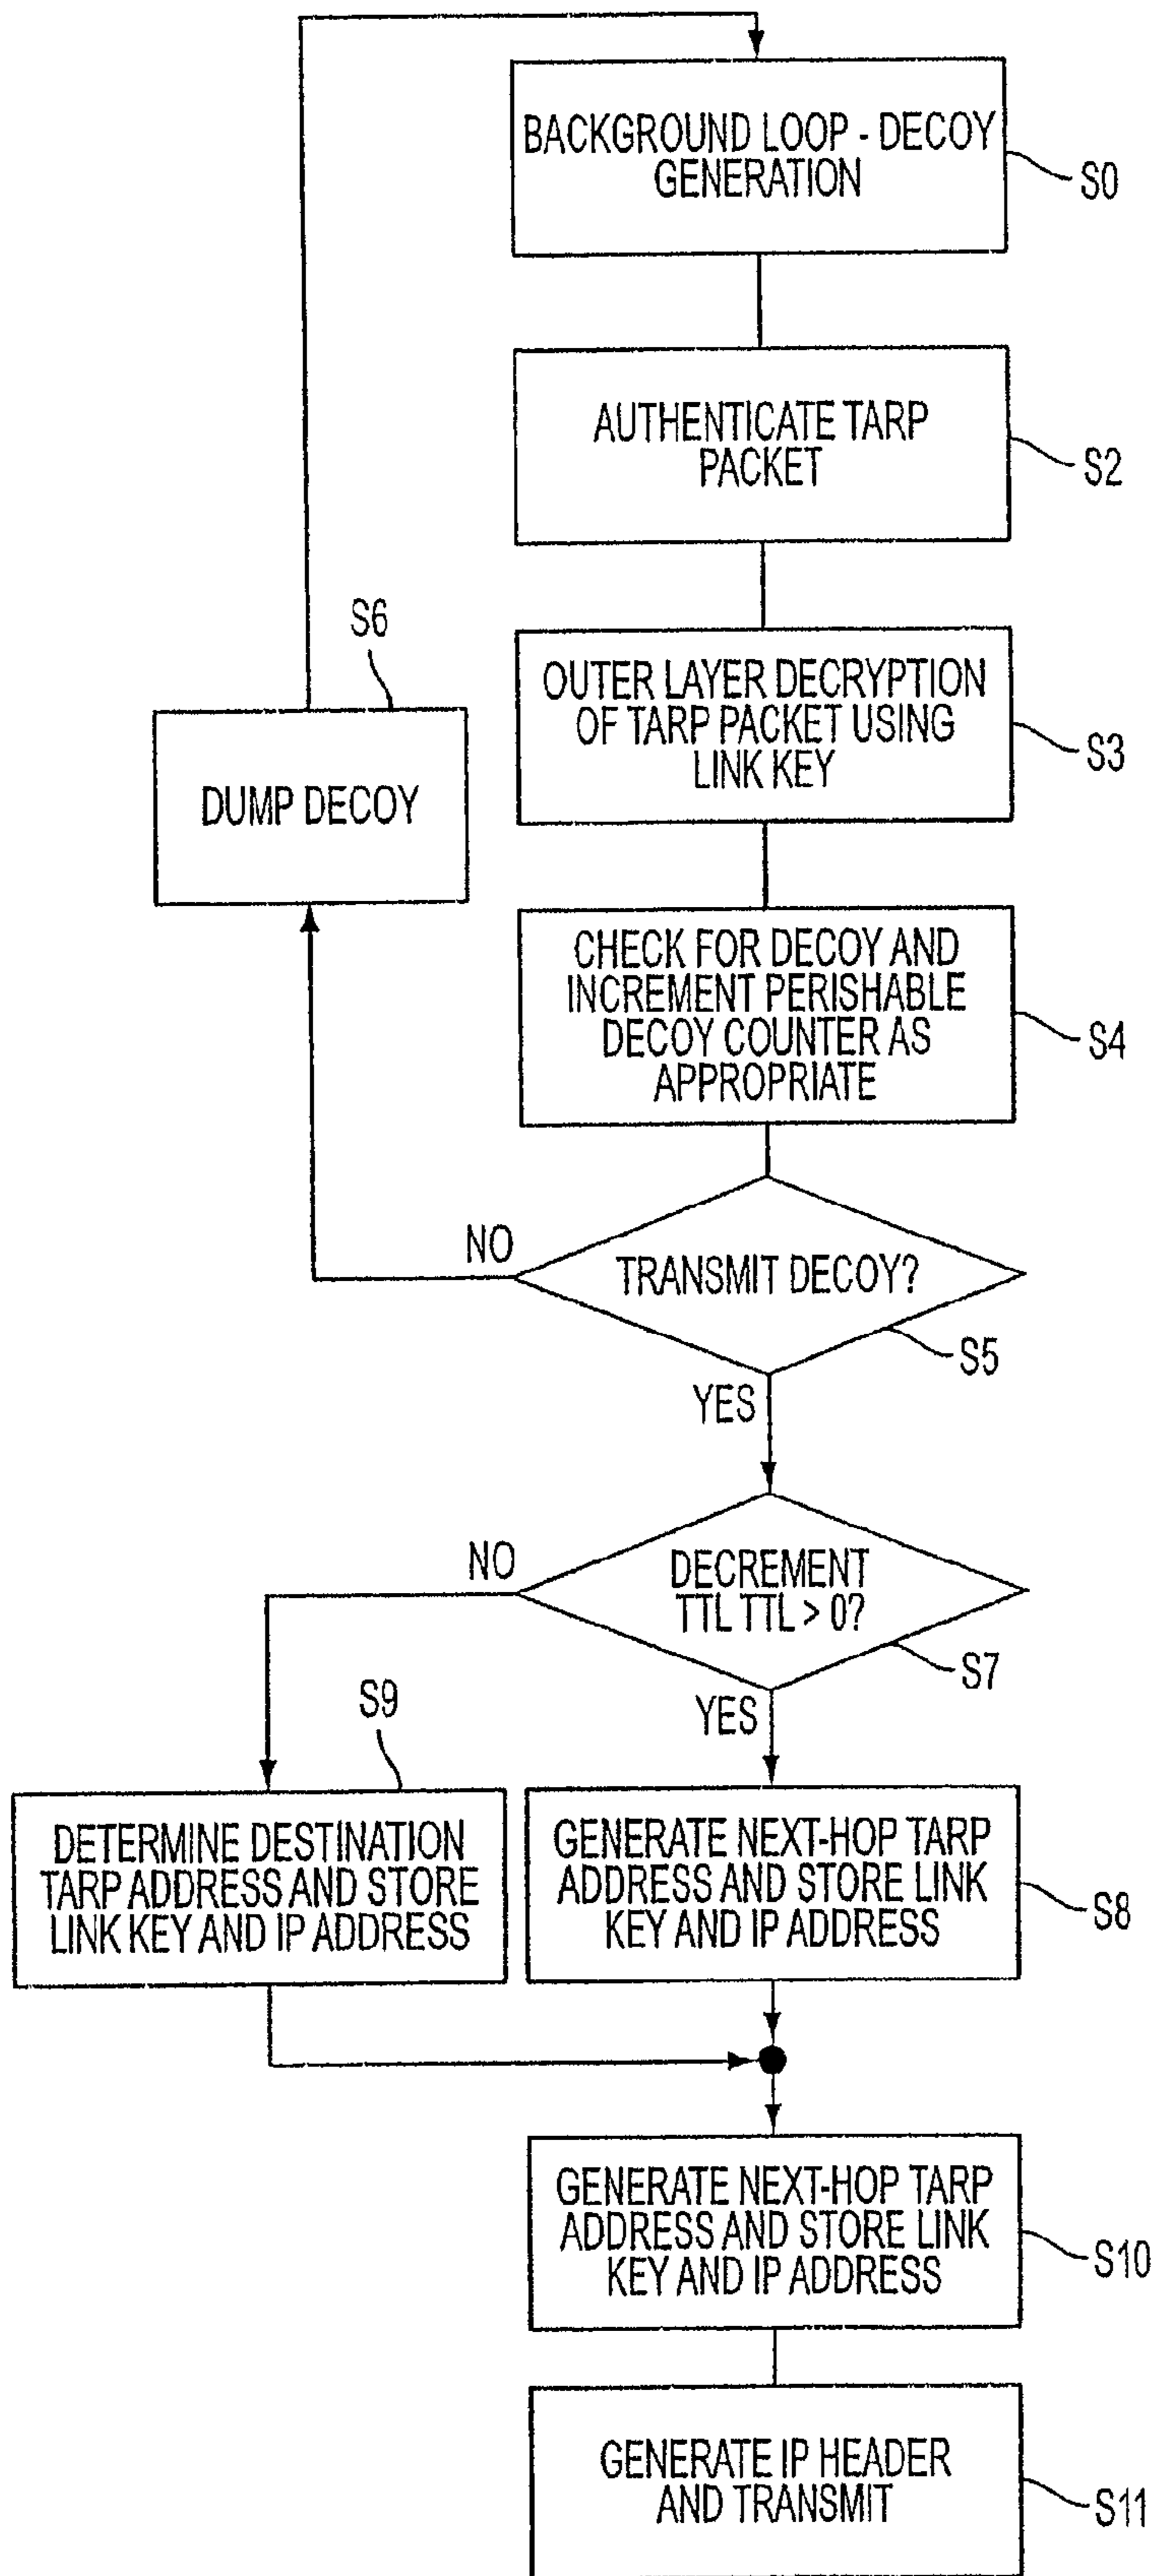 BACKGROUND LOOP - DECOY
GENERATION
S0
AUTHENTICATE TARP
PACKET
S2
S6
OUTER LAYER DECRYPTION
OF TARP PACKET USING
LINK KEY
S3
DUMP DECOY
CHECK FOR DECOY AND
INCREMENT PERISHABLE
DECOY COUNTER AS
APPROPRIATE
S4
NO
TRANSMIT DECOY?
S5
YES
NO
DECREMENT
TTL TTL > 0?
S7
YES
S9
DETERMINE DESTINATION
TARP ADDRESS AND STORE
LINK KEY AND IP ADDRESS
GENERATE NEXT-HOP TARP
ADDRESS AND STORE LINK
KEY AND IP ADDRESS
S8
GENERATE NEXT-HOP TARP
ADDRESS AND STORE LINK
KEY AND IP ADDRESS
S10
GENERATE IP HEADER
AND TRANSMIT
S11